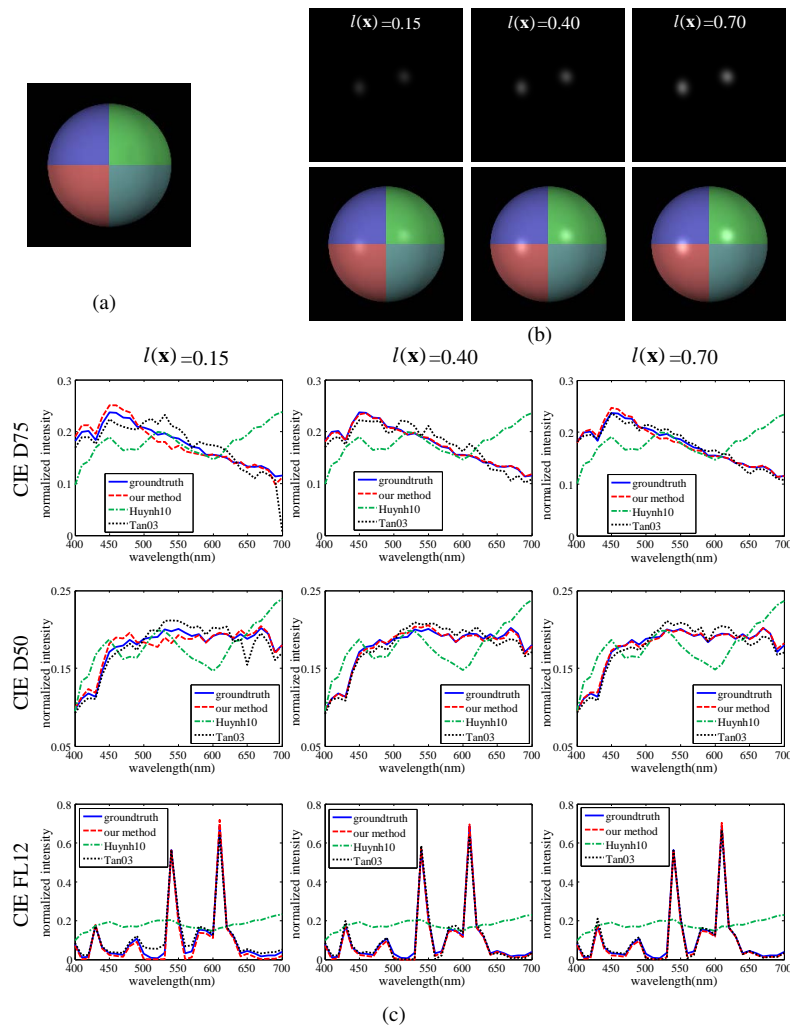 l(x)=0.15 l(x)=0.40 l(x)=0.70
(a)
(b)
l(x)=0.15 l(x)=0.40 l(x)=0.70
CIE D75
normalized intensity
0.3
0.2
0.1
0
groundtruth
our method
Huynh10
Tan03
400 450 500 550 600 650 700
wavelength(nm)
normalized intensity
0.3
0.2
0.1
0
groundtruth
our method
Huynh10
Tan03
400 450 500 550 600 650 700
wavelength(nm)
normalized intensity
0.3
0.2
0.1
0
groundtruth
our method
Huynh10
Tan03
400 450 500 550 600 650 700
wavelength(nm)
CIE D50
normalized intensity
0.25
0.15
0.05
groundtruth
our method
Huynh10
Tan03
400 450 500 550 600 650 700
wavelength(nm)
normalized intensity
0.25
0.15
0.05
groundtruth
our method
Huynh10
Tan03
400 450 500 550 600 650 700
wavelength(nm)
normalized intensity
0.25
0.15
0.05
groundtruth
our method
Huynh10
Tan03
400 450 500 550 600 650 700
wavelength(nm)
CIE FL12
normalized intensity
0.8
0.6
0.4
0.2
0
groundtruth
our method
Huynh10
Tan03
400 450 500 550 600 650 700
wavelength(nm)
normalized intensity
0.8
0.6
0.4
0.2
0
groundtruth
our method
Huynh10
Tan03
400 450 500 550 600 650 700
wavelength(nm)
normalized intensity
0.8
0.6
0.4
0.2
0
groundtruth
our method
Huynh10
Tan03
400 450 500 550 600 650 700
wavelength(nm)
(c)